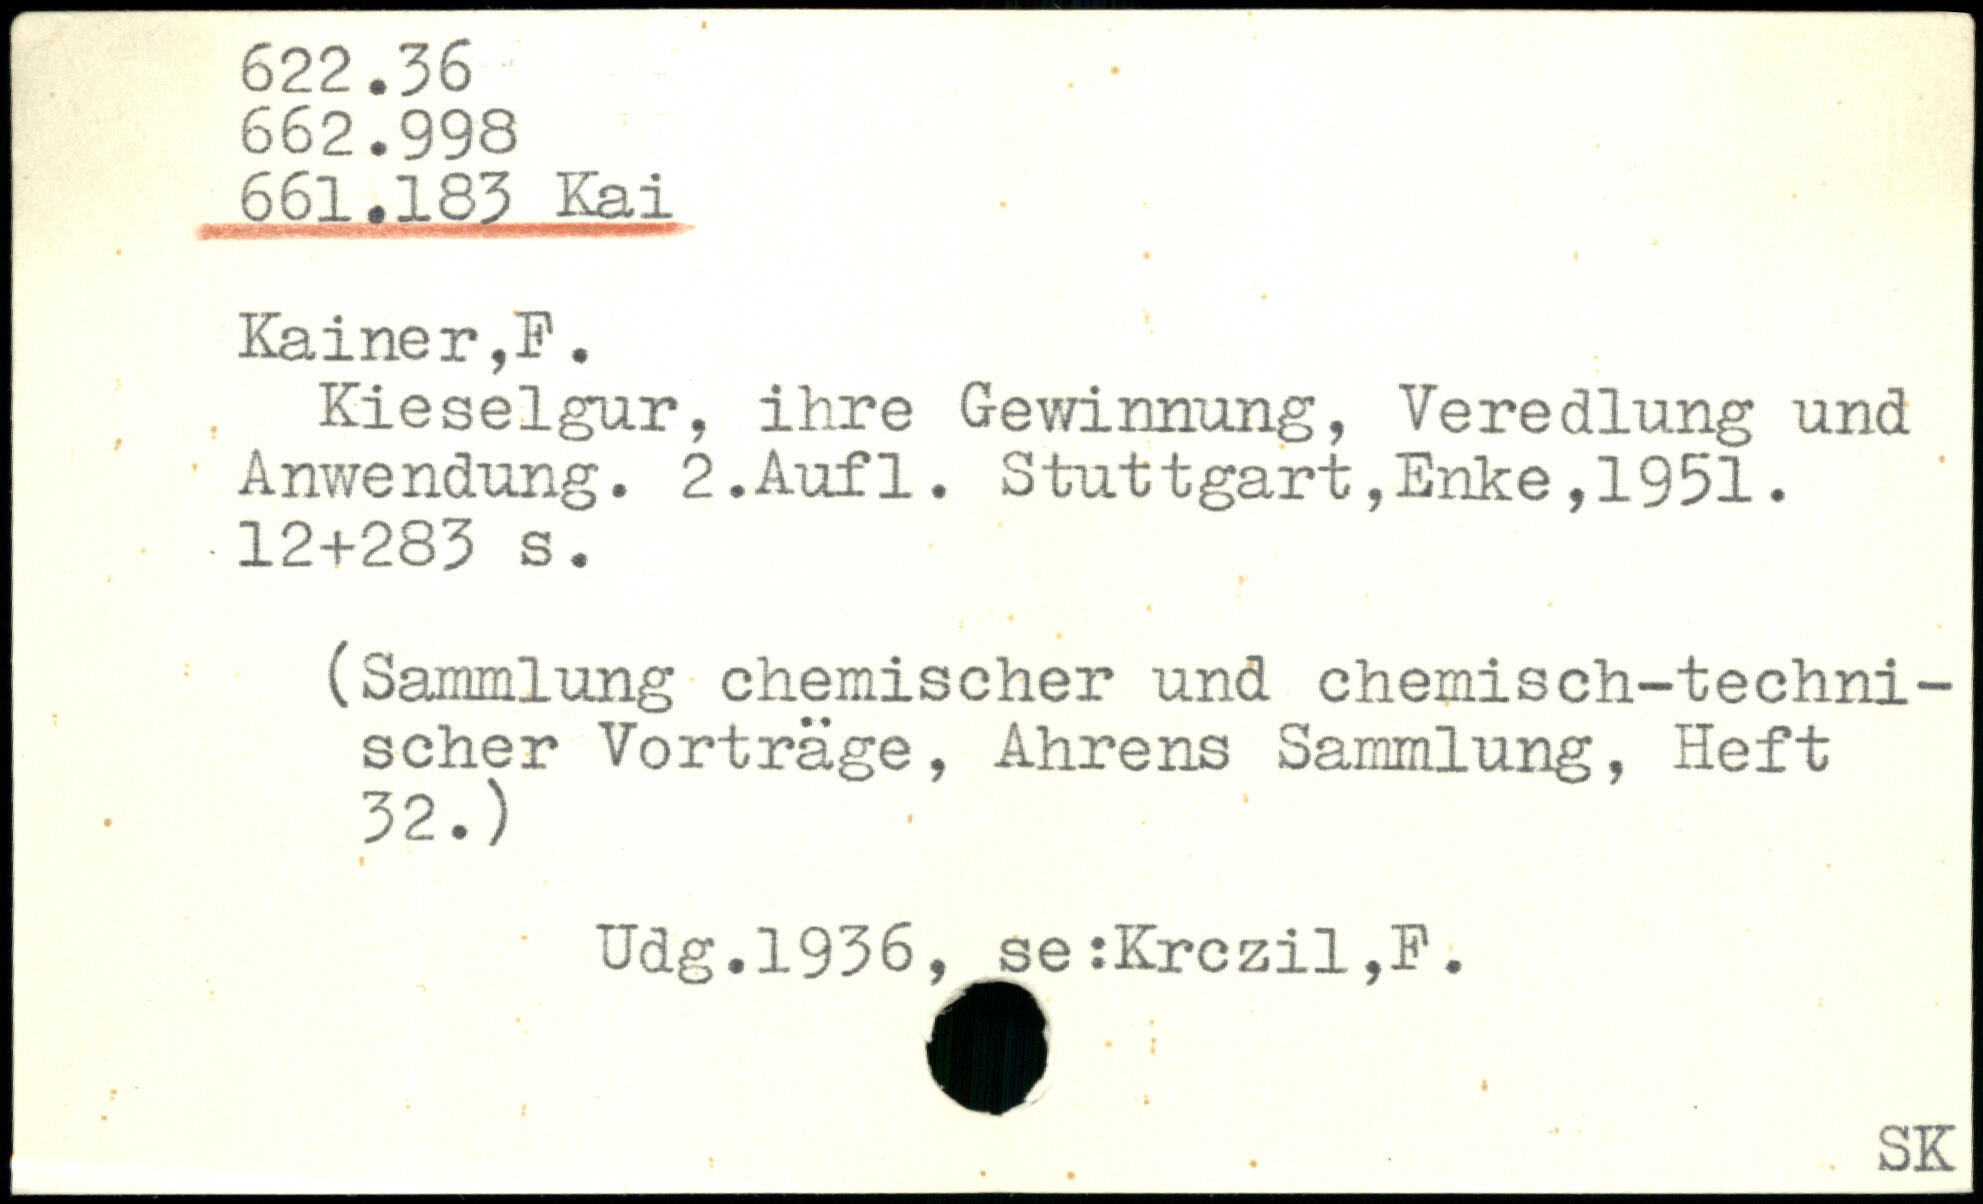 622.36
662.998
661.183 Kai
Kainer,F.
Kieselgur, ihre Gewinnung, Veredlung und
Anwendung. 2.Aufl. Stuttgart,Enke,1951.
12+283 s.
(Sammlung chemischer und chemisch-techni-
scher Vorträge, Ahrens Sammlung, Heft
32.)
Udg.1936, se:Krczil,F.
SK